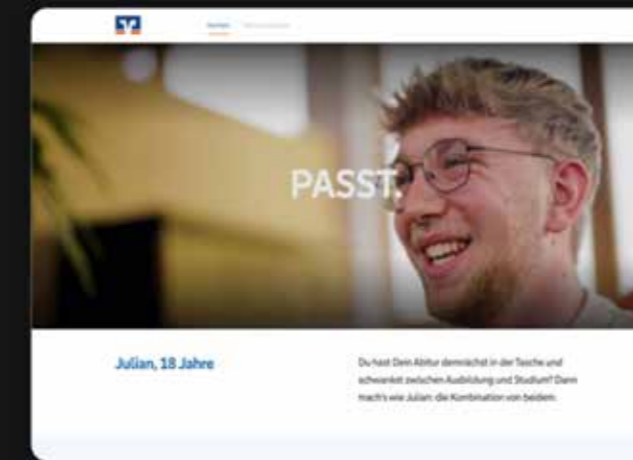 PASST.
Julian, 18 Jahre
Du hast Dein Abitur demnächst in der Tasche und
schwankst zwischen Ausbildung und Studium? Dann
mach's wie Julian: die Kombination von beidem.